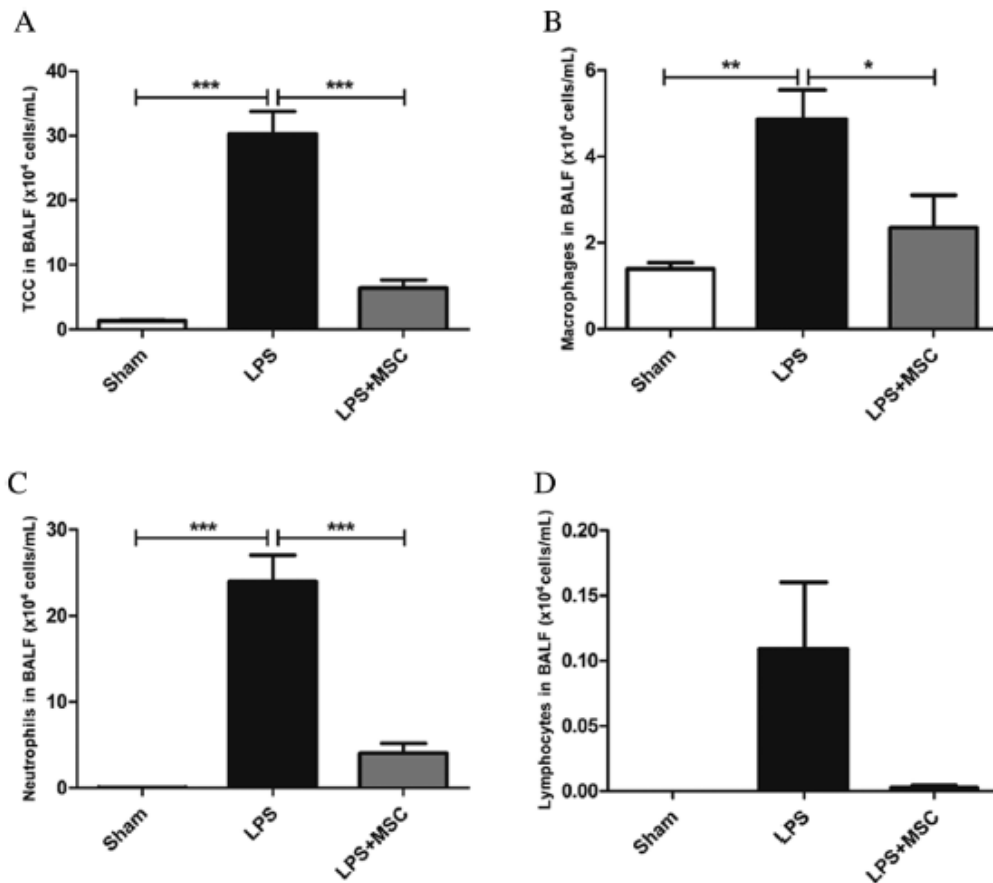 A
TCC in BALF (x10⁴ cells/mL)
40
30
20
10
0
***
***
Sham
LPS
LPS+MSC
B
Macrophages in BALF (x10⁴ cells/mL)
6
4
2
0
**
*
Sham
LPS
LPS+MSC
C
Neutrophils in BALF (x10⁴ cells/mL)
30
20
10
0
***
***
Sham
LPS
LPS+MSC
D
Lymphocytes in BALF (x10⁴cells/mL)
0.20
0.15
0.10
0.05
0.00
Sham
LPS
LPS+MSC